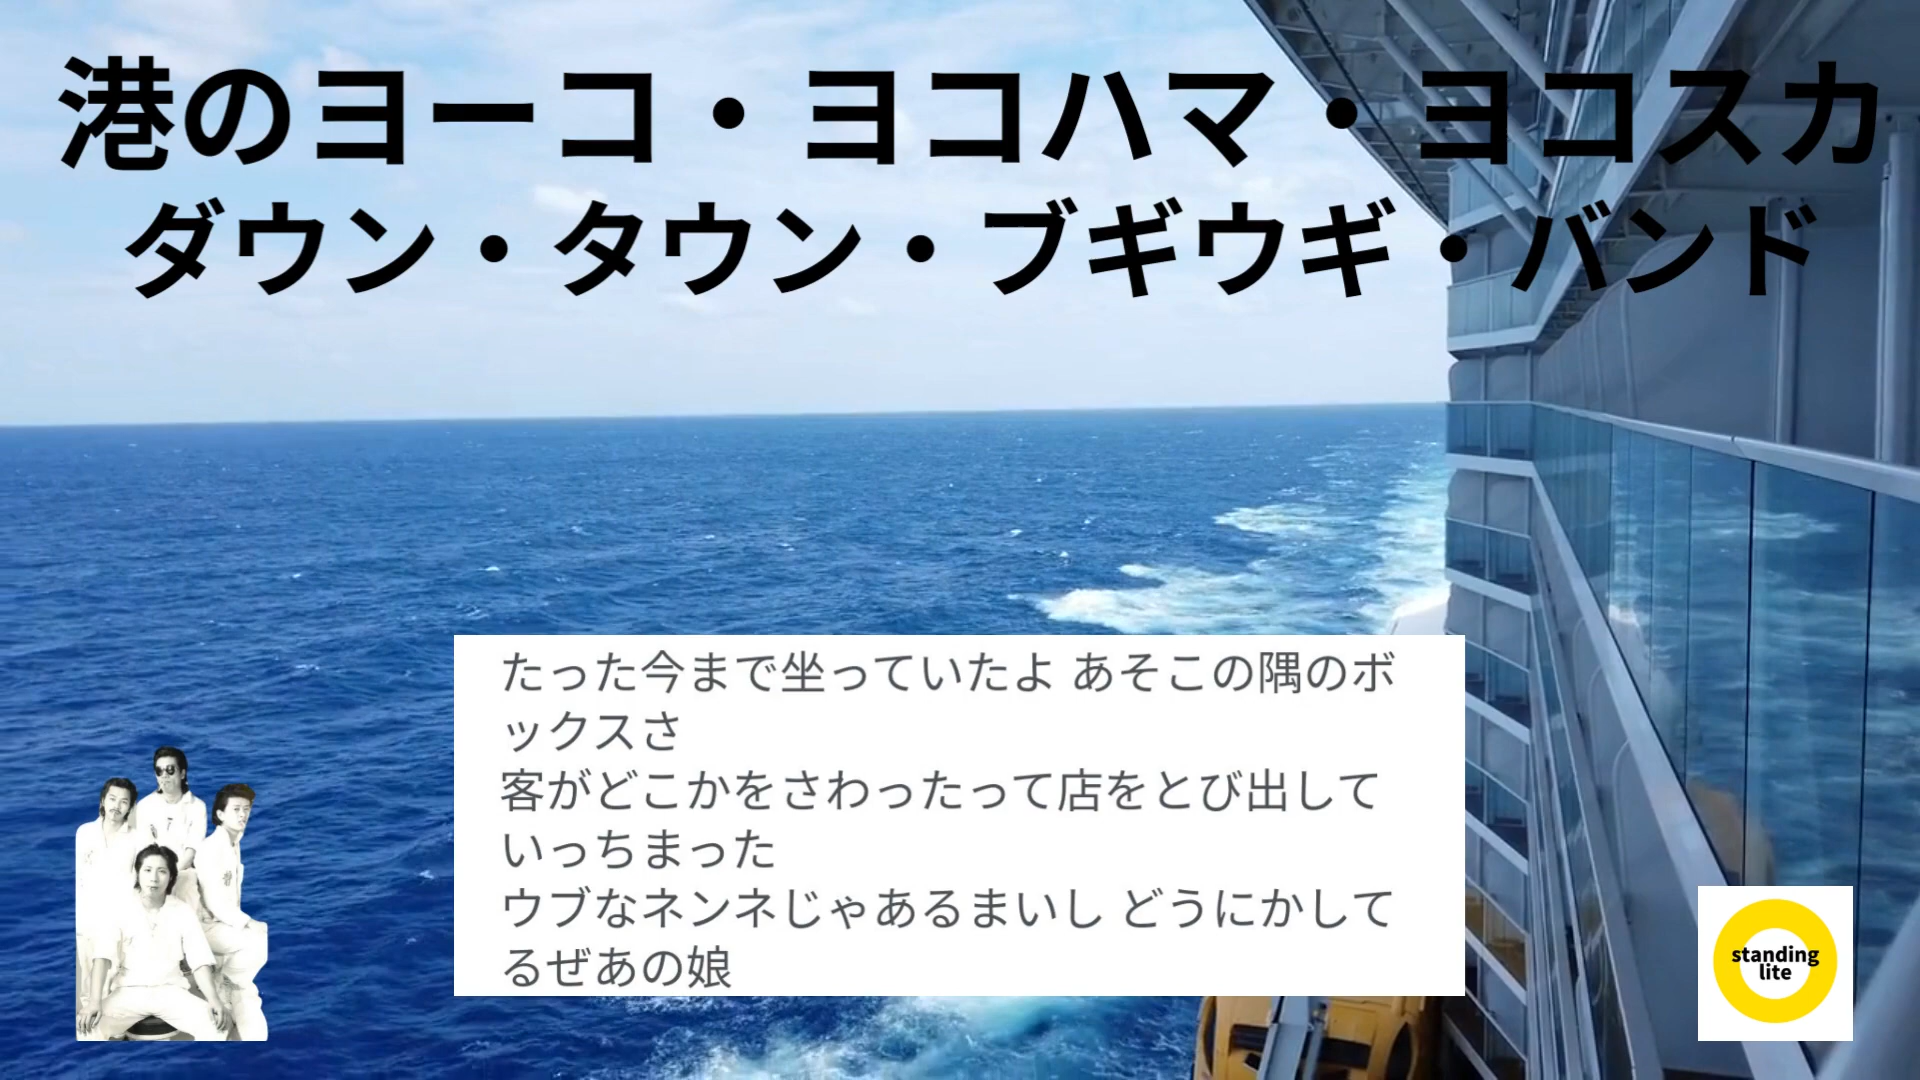 港のヨーコ・ヨコハマ・ヨコスカ
ダウン・タウン・ブギウギ・バンド
たった今まで坐っていたよ あそこの隅のボ
ックスさ
客がどこかをさわったって店をとび出して
いっちまった
ウブなネンネじゃあるまいし どうにかして
るぜあの娘
standing
lite